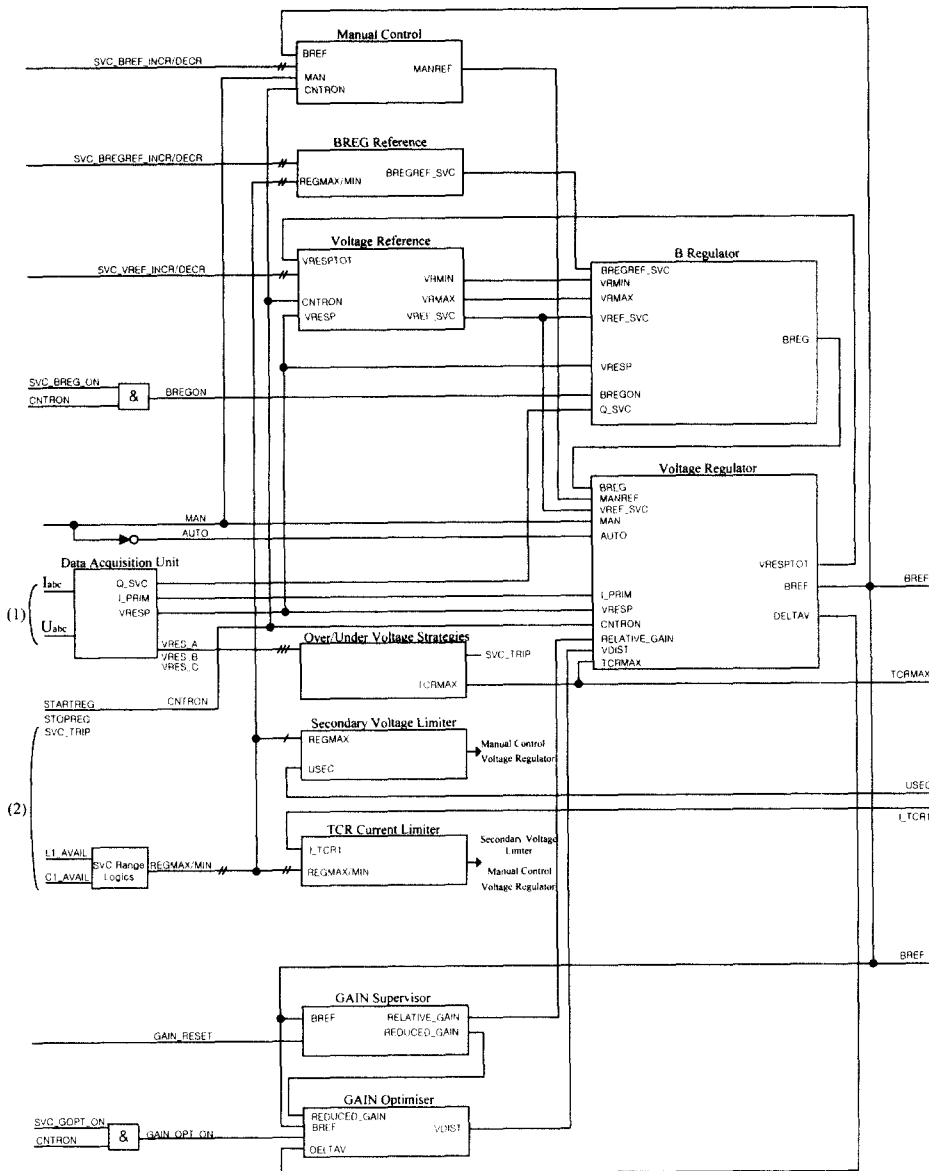 Manual Control
BREF
SVC_BREF_INCR/DECR
MANREF
MAN
CNTRON
BREG Reference
SVC_BREGREF_INCR/DECR
BREGREF_SVC
REGMAX/MIN
Voltage Reference
VRESPTOT
SVC_VREF_INCR/DECR
VRMIN
CNTRON
VRMAX
VRESP
VREF_SVC
B Regulator
BREGREF_SVC
VRMIN
VRMAX
VREF_SVC
BREG
VRESP
BREGON
Q_SVC
SVC_BREG_ON
CNTRON
&
BREGON
Voltage Regulator
BREG
MANREF
VREF_SVC
MAN
AUTO
VRESPTOT
BREF
I_PRIM
VRESP
DELTAV
CNTRON
RELATIVE_GAIN
VDIST
TCRMAX
BREF
TCRMAX
MAN
AUTO
Data Acquisition Unit
(1)
Iabc
Uabc
Q_SVC
I_PRIM
VRESP
VRES_A
VRES_B
VRES_C
Over/Under Voltage Strategies
SVC_TRIP
TCRMAX
STARTREG
CNTRON
STOPREG
SVC_TRIP
(2)
Secondary Voltage Limiter
REGMAX
USEC
Manual Control
Voltage Regulator
USEC
I_TCR1
TCR Current Limiter
I_TCR1
REGMAX/MIN
Secondary Voltage
Limiter
Manual Control
Voltage Regulator
L1_AVAIL
C1_AVAIL
SVC Range
Logics
REGMAX/MIN
BREF
GAIN Supervisor
BREF
RELATIVE_GAIN
REDUCED_GAIN
GAIN_RESET
GAIN Optimiser
REDUCED_GAIN
BREF
VDIST
DELTAV
SVC_GOPT_ON
CNTRON
&
GAIN_OPT_ON